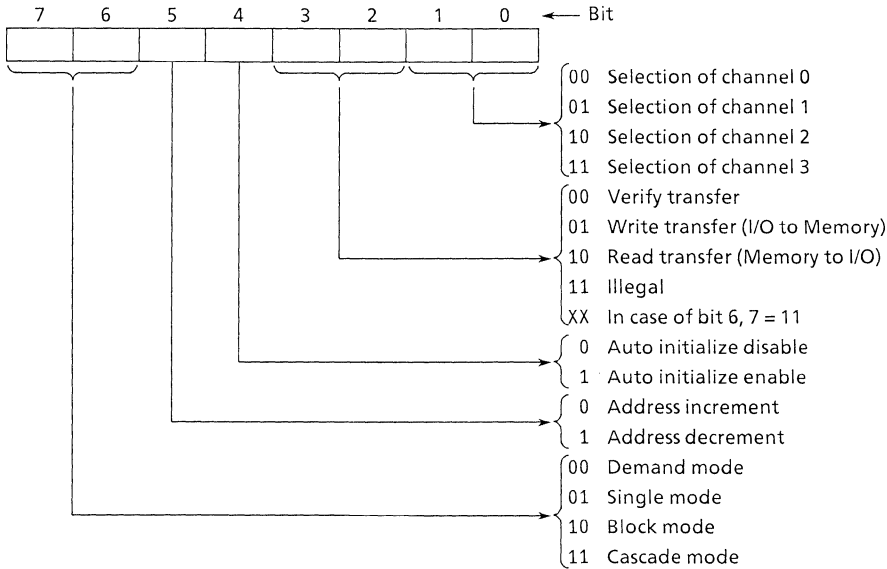 7 6 5 4 3 2 1 0 Bit
00 Selection of channel 0
01 Selection of channel 1
10 Selection of channel 2
11 Selection of channel 3
00 Verify transfer
01 Write transfer (I/O to Memory)
10 Read transfer (Memory to I/O)
11 Illegal
XX In case of bit 6, 7 = 11
0 Auto initialize disable
1 Auto initialize enable
0 Address increment
1 Address decrement
00 Demand mode
01 Single mode
10 Block mode
11 Cascade mode